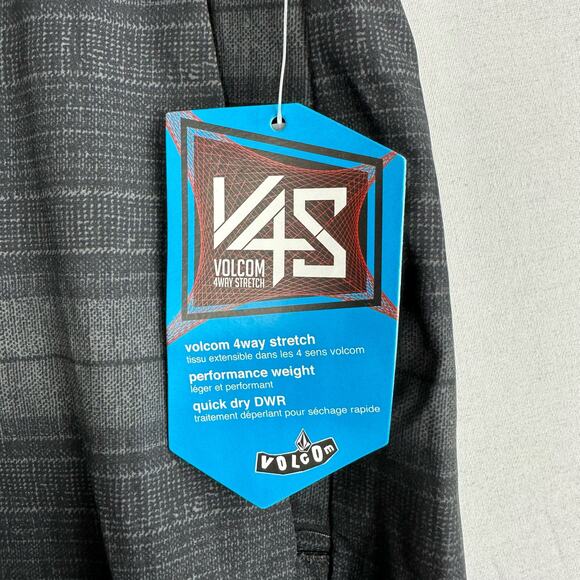 V4S
VOLCOM
4WAY STRETCH
volcom 4way stretch
tissu extensible dans les 4 sens volcom
performance weight
léger et performant
quick dry DWR
traitement déperlant pour séchage rapide
VOLCOm